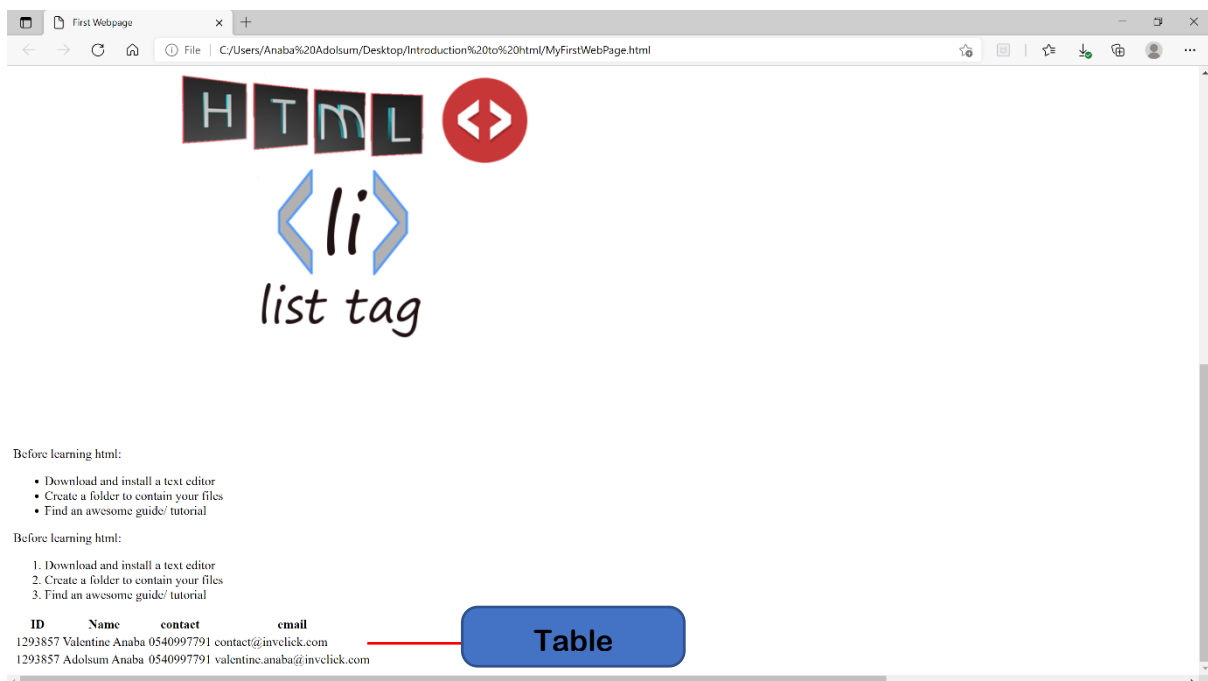 First Webpage
File | C:/Users/Anaba%20Adolsum/Desktop/Introduction%20to%20html/MyFirstWebPage.html
HTML <>
<li>
list tag
Before learning html:
• Download and install a text editor
• Create a folder to contain your files
• Find an awesome guide/ tutorial
Before learning html:
1. Download and install a text editor
2. Create a folder to contain your files
3. Find an awesome guide/ tutorial
ID Name contact email
1293857 Valentine Anaba 0540997791 contact@invclick.com
Table
1293857 Adolsum Anaba 0540997791 valentine.anaba@invclick.com